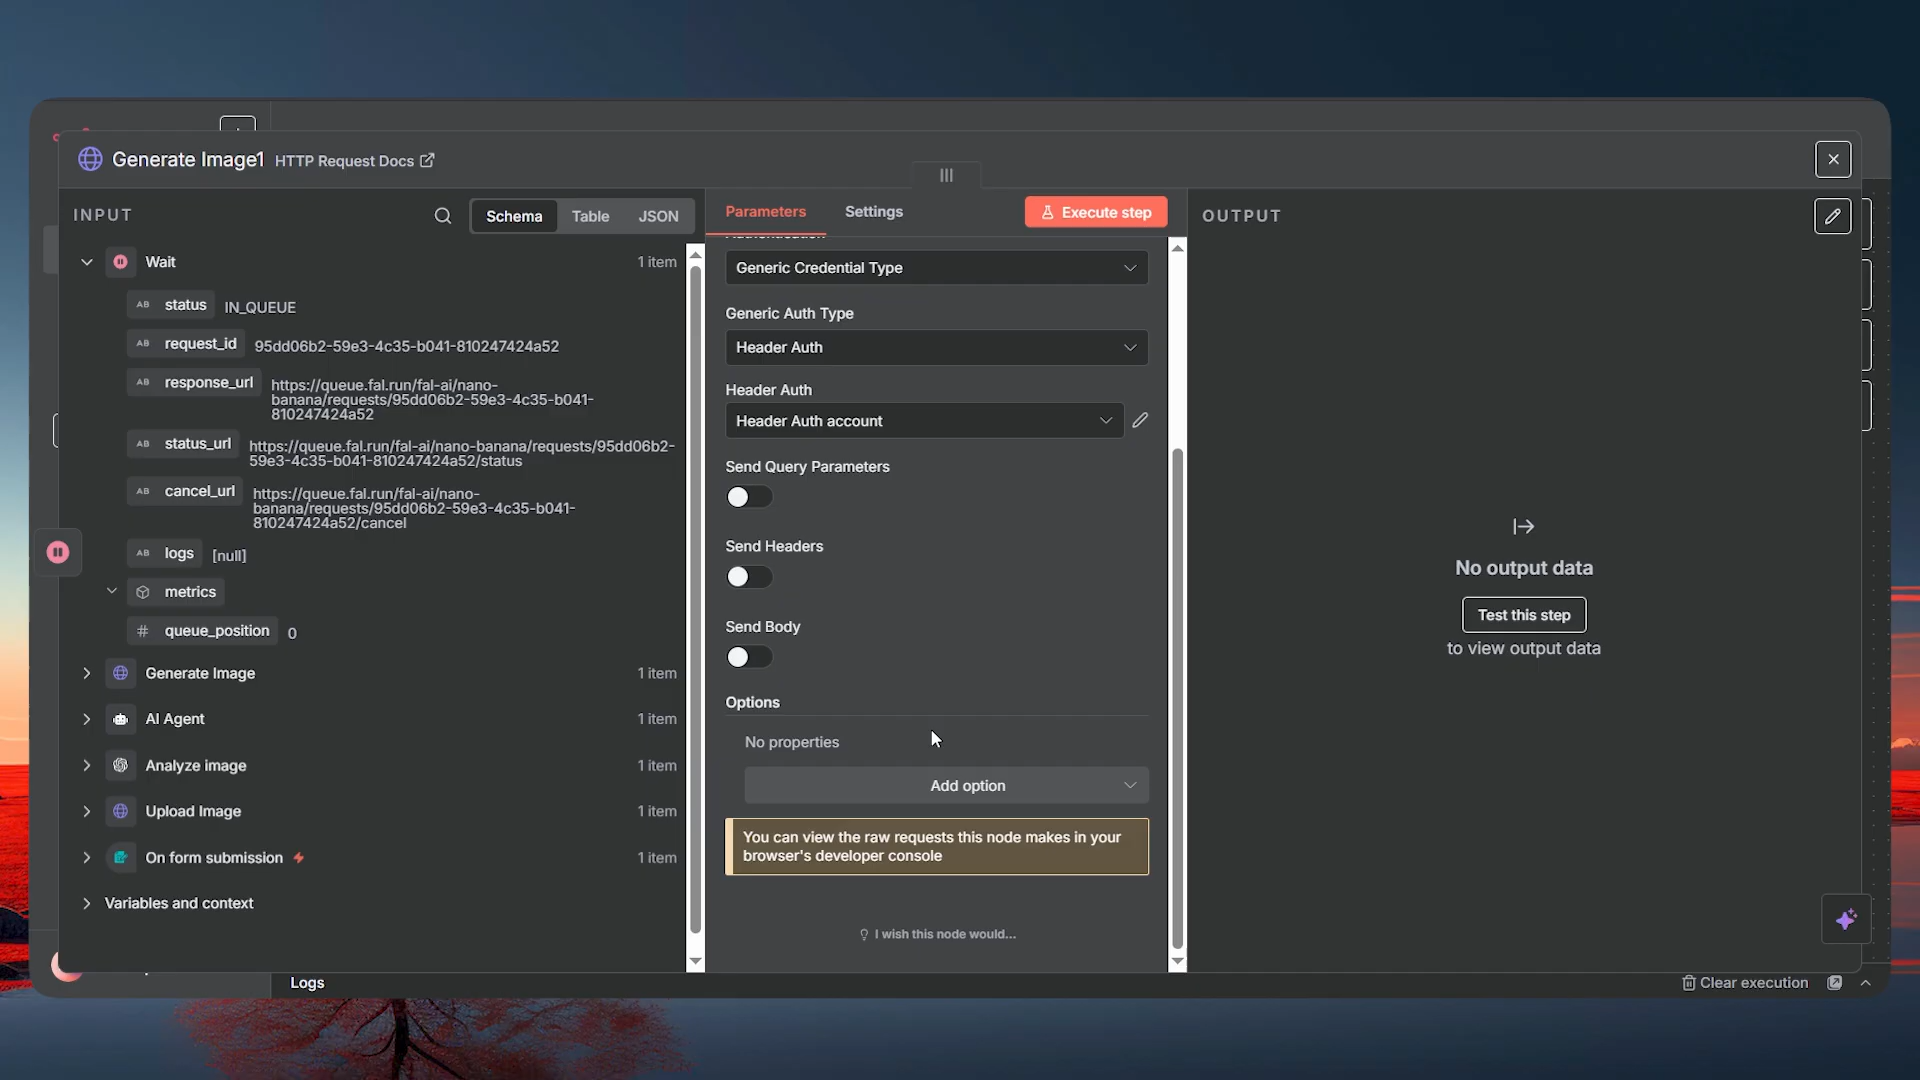 Generate Image1 HTTP Request Docs
INPUT
Schema
Table
JSON
Wait
1 item
status IN_QUEUE
request_id 95dd06b2-59e3-4c35-b041-810247424a52
response_url https://queue.fal.run/fal-ai/nano-
banana/requests/95dd06b2-59e3-4c35-b041-
810247424a52
status_url https://queue.fal.run/fal-ai/nano-banana/requests/95dd06b2-
59e3-4c35-b041-810247424a52/status
cancel_url https://queue.fal.run/fal-ai/nano-
banana/requests/95dd06b2-59e3-4c35-b041-
810247424a52/cancel
logs [null]
metrics
# queue_position 0
Generate Image 1 item
AI Agent 1 item
Analyze image 1 item
Upload Image 1 item
On form submission 1 item
Variables and context
Parameters
Settings
Execute step
Generic Credential Type
Generic Auth Type
Header Auth
Header Auth
Header Auth account
Send Query Parameters
Send Headers
Send Body
Options
No properties
Add option
You can view the raw requests this node makes in your
browser's developer console
I wish this node would...
OUTPUT
No output data
Test this step
to view output data
Logs
Clear execution